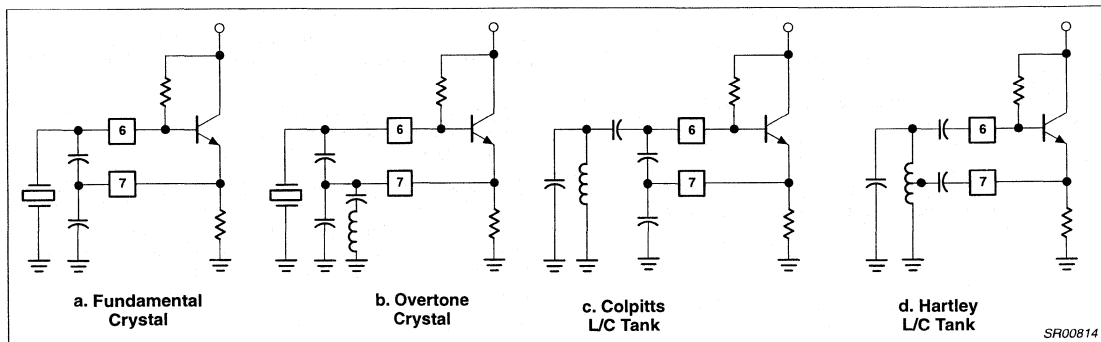 6
7
a. Fundamental
Crystal
6
7
b. Overtone
Crystal
6
7
c. Colpitts
L/C Tank
6
7
d. Hartley
L/C Tank
SR00814